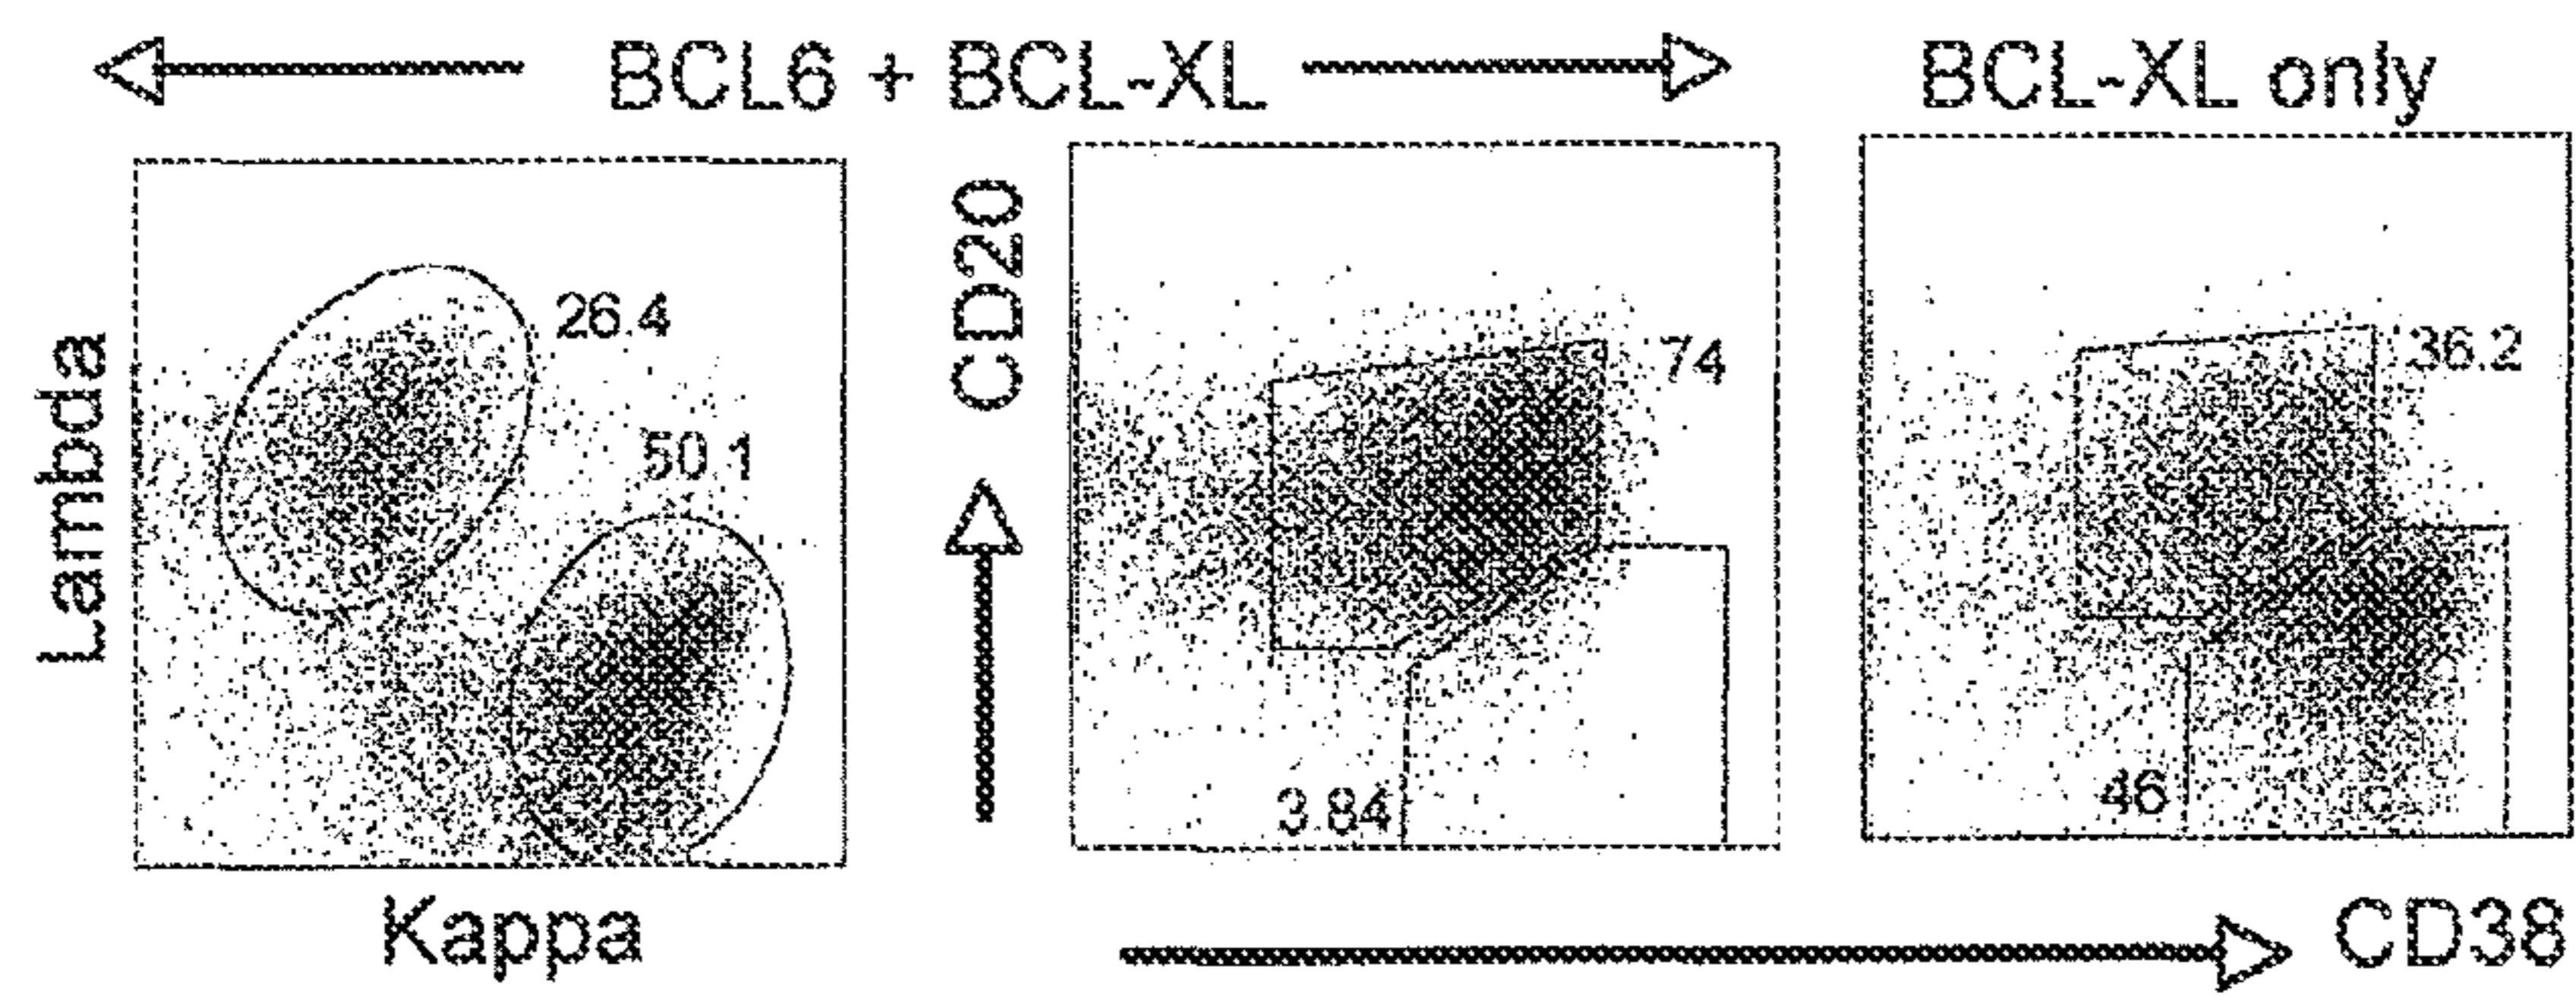 BCL6 + BCL-XL
BCL-XL only
Lambda
26.4
50.1
Kappa
CD20
74
3.84
36.2
46
CD38